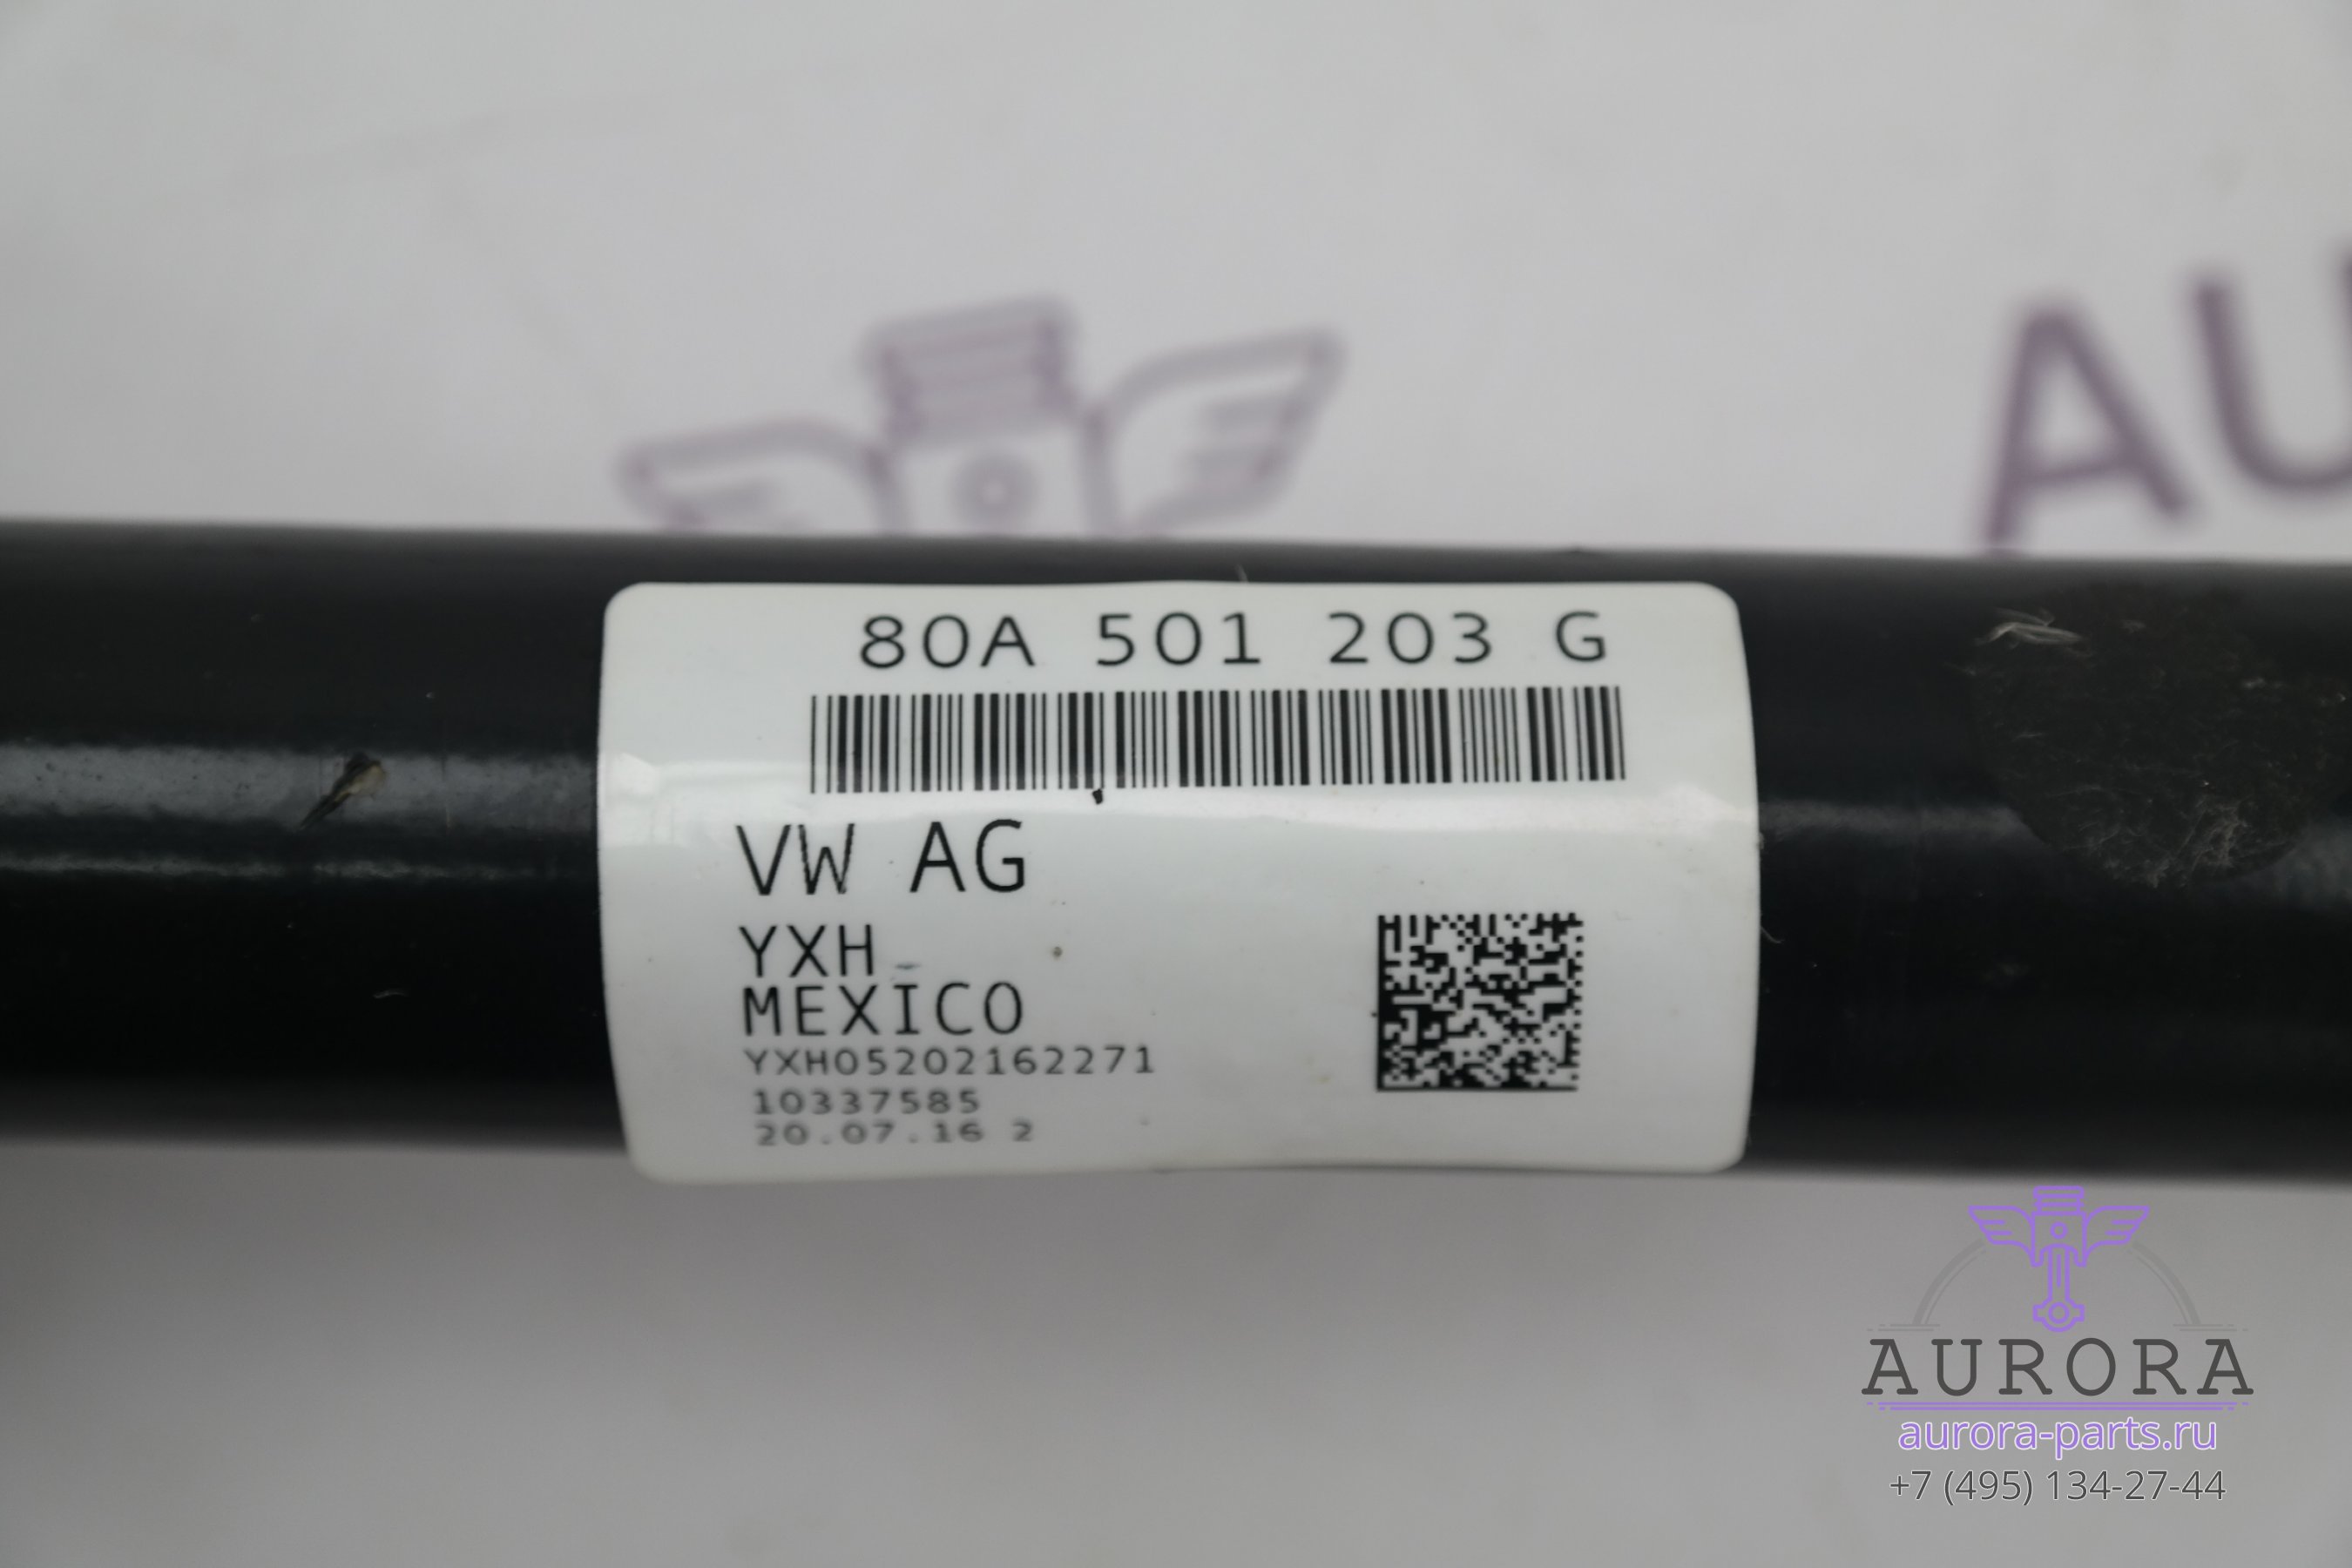 AU
80A 501 203 G
VW AG
YXH
MEXICO
YXH05202162271
10337585
20.07.16 2
AURORA
aurora-parts.ru
+7 (495) 134-27-44